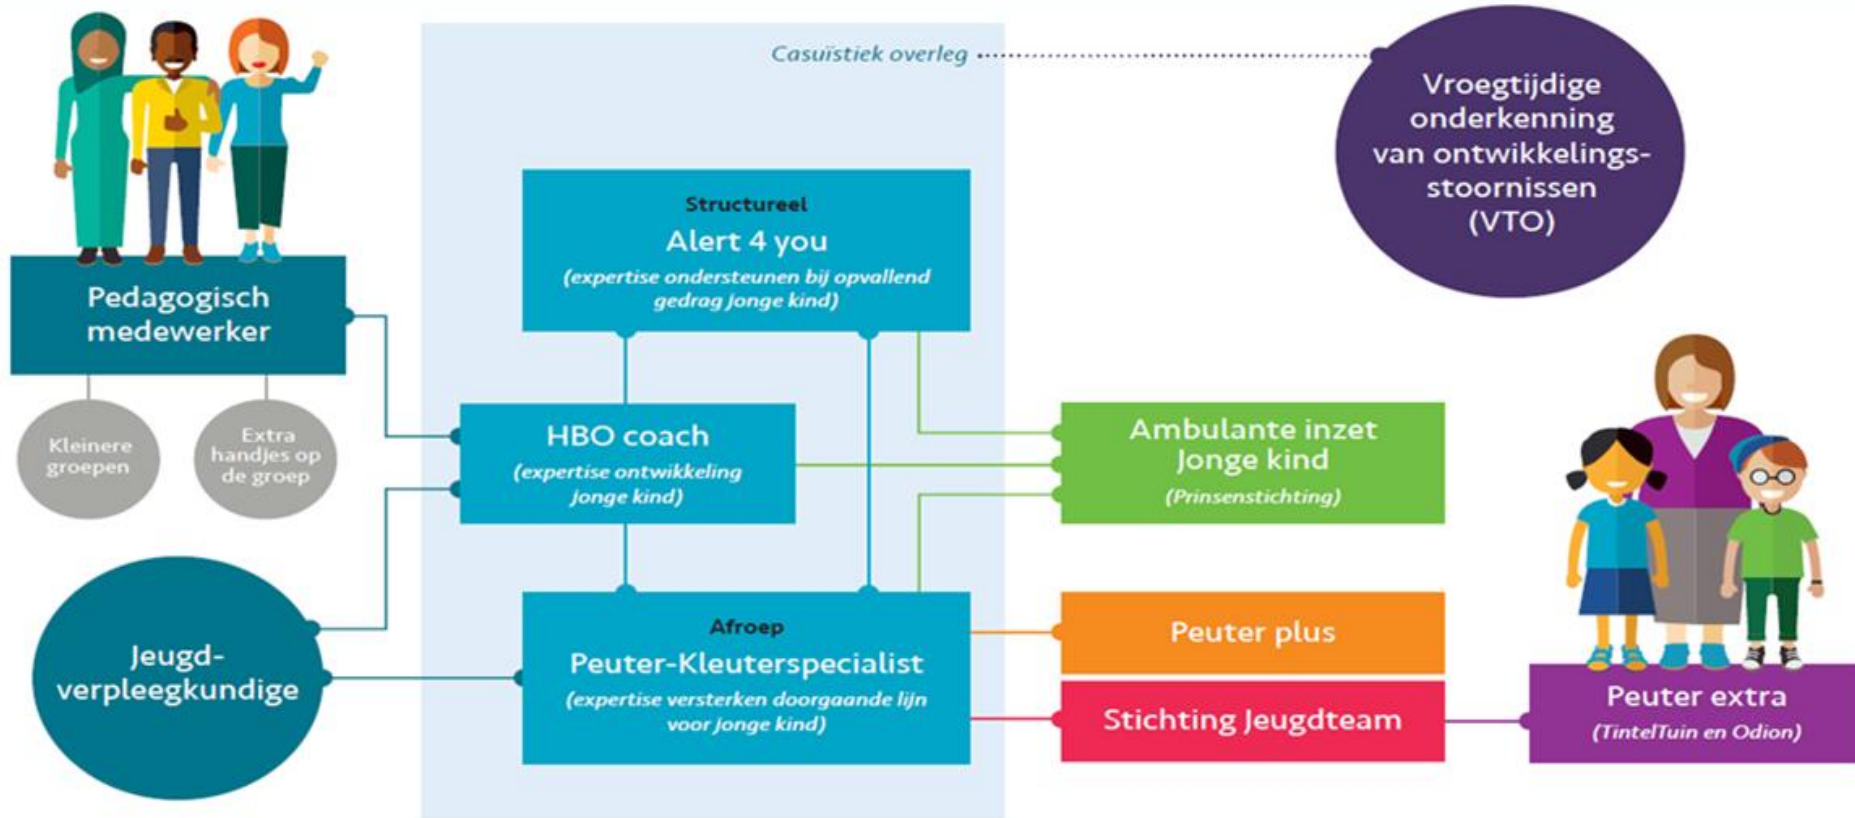 Casuïstiek overleg
Vroegtijdige
onderkenning
van ontwikkelings-
stoornissen
(VTO)
Structureel
Alert 4 you
(expertise ondersteunen bij opvallend
gedrag jonge kind)
Pedagogisch
medewerker
Kleinere
groepen
Extra
handjes op
de groep
HBO coach
(expertise ontwikkeling
jonge kind)
Ambulante inzet
Jonge kind
(Prinsenstichting)
Jeugd-
verpleegkundige
Afroep
Peuter-Kleuterspecialist
(expertise versterken doorgaande lijn
voor jonge kind)
Peuter plus
Stichting Jeugdteam
Peuter extra
(TintelTuin en Odion)